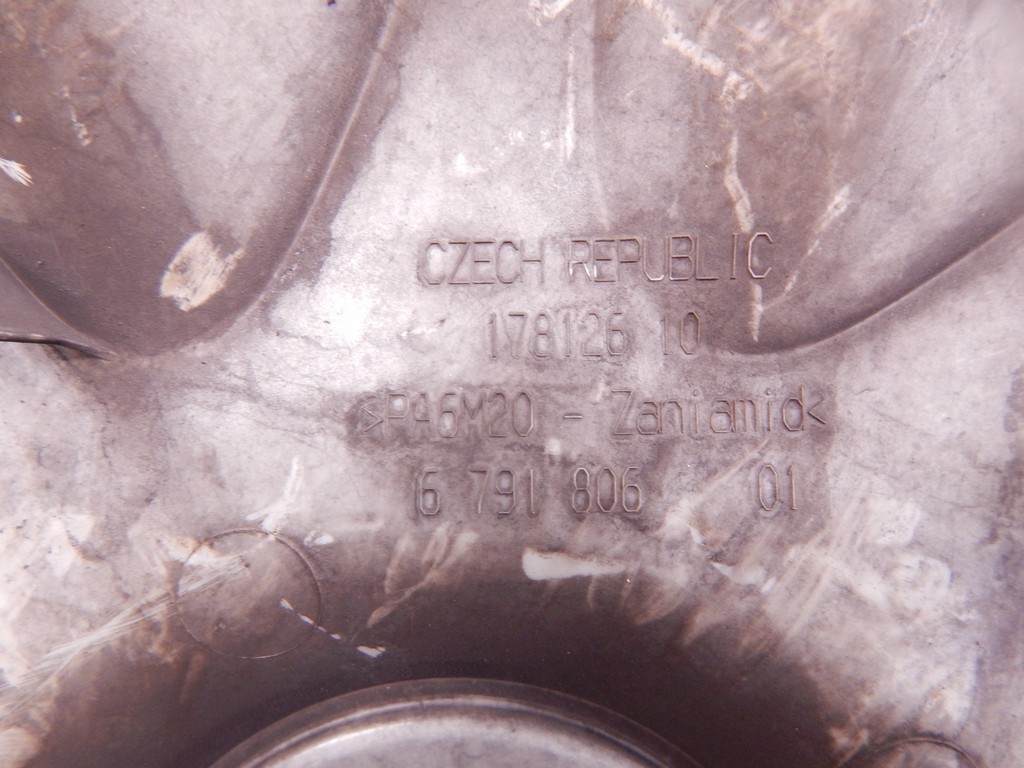 CZECH REPUBLIC
178126 10
>PA6M20 - Zaniamid<
6 791 806 01